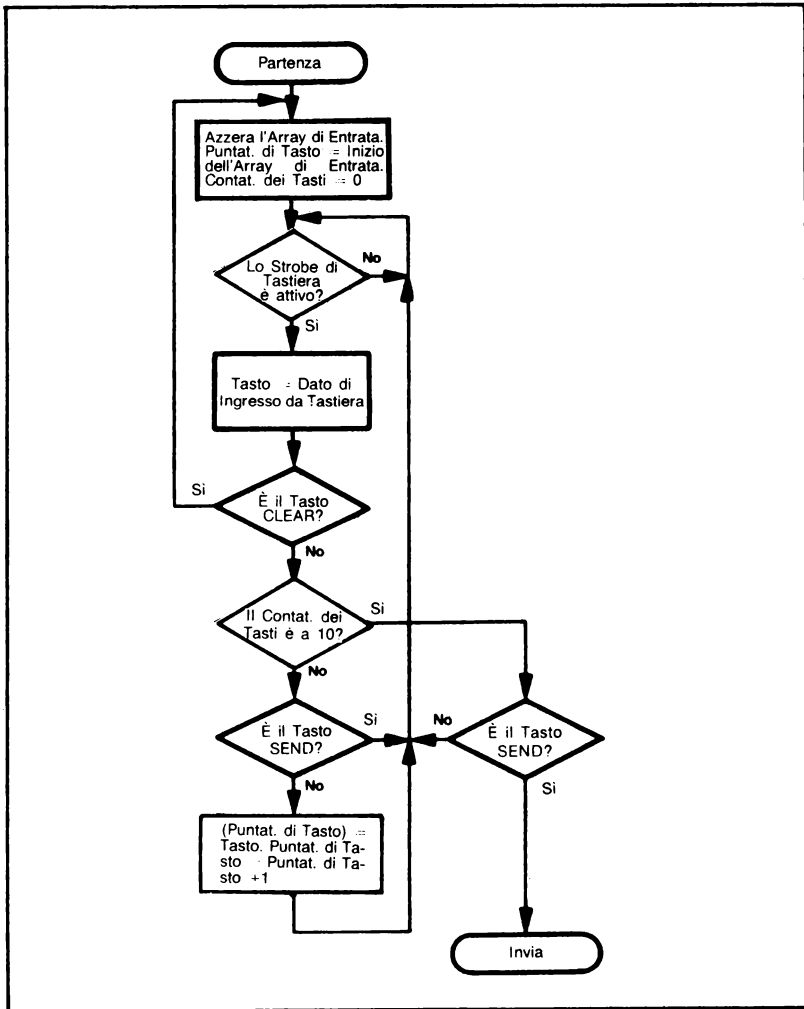 Partenza
Azzera l'Array di Entrata.
Puntat. di Tasto = Inizio
dell'Array di Entrata.
Contat. dei Tasti = 0
Lo Strobe di
Tastiera
è attivo?
No
Sì
Tasto = Dato di
Ingresso da Tastiera
Sì
È il Tasto
CLEAR?
No
Il Contat. dei
Tasti è a 10?
Sì
No
È il Tasto
SEND?
Sì
No
È il Tasto
SEND?
No
Sì
(Puntat. di Tasto) =
Tasto. Puntat. di Ta-
sto - Puntat. di Ta-
sto +1
Invia